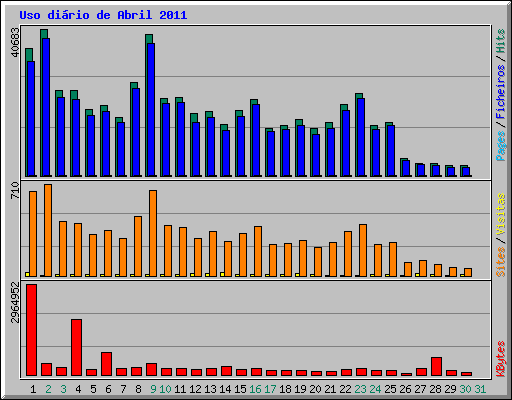 Uso diário de Abril 2011
40683
Pages / Ficheiros / Hits
710
Sites / Visitas
2964952
KBytes
1 2 3 4 5 6 7 8 9 10 11 12 13 14 15 16 17 18 19 20 21 22 23 24 25 26 27 28 29 30 31